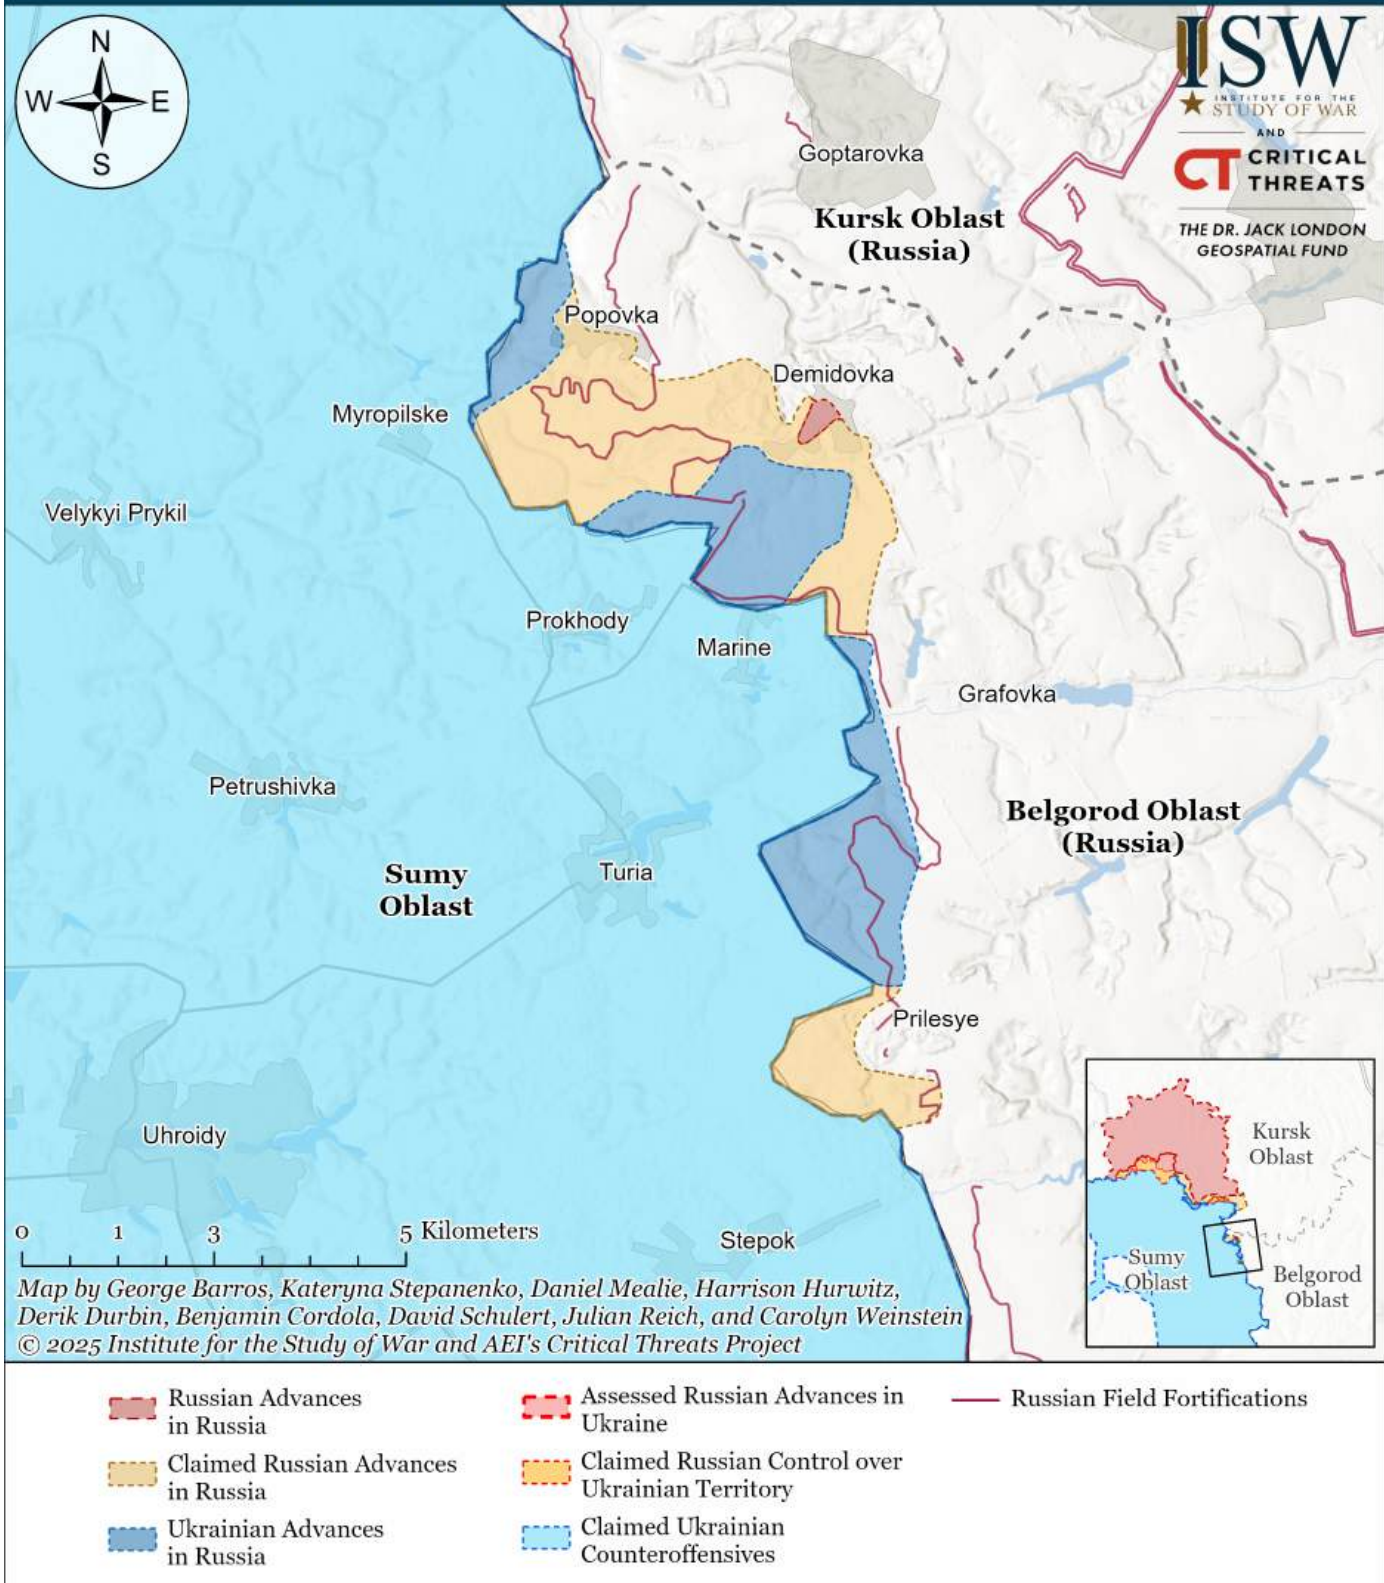 N
W
E
S
ISW
INSTITUTE FOR THE
STUDY OF WAR
AND
CT CRITICAL
THREATS
THE DR. JACK LONDON
GEOSPATIAL FUND
Goptarovka
Kursk Oblast
(Russia)
Popovka
Demidovka
Myropilske
Velykyi Prykil
Prokhody
Marine
Grafovka
Petrushivka
Belgorod Oblast
(Russia)
Turia
Sumy
Oblast
Prilesye
Uhroidy
Stepok
0 1 3 5 Kilometers
Map by George Barros, Kateryna Stepanenko, Daniel Mealie, Harrison Hurwitz,
Derik Durbin, Benjamin Cordola, David Schulert, Julian Reich, and Carolyn Weinstein
© 2025 Institute for the Study of War and AEI's Critical Threats Project
Kursk
Oblast
Sumy
Oblast
Belgorod
Oblast
Russian Advances
in Russia
Claimed Russian Advances
in Russia
Ukrainian Advances
in Russia
Assessed Russian Advances in
Ukraine
Claimed Russian Control over
Ukrainian Territory
Claimed Ukrainian
Counteroffensives
Russian Field Fortifications